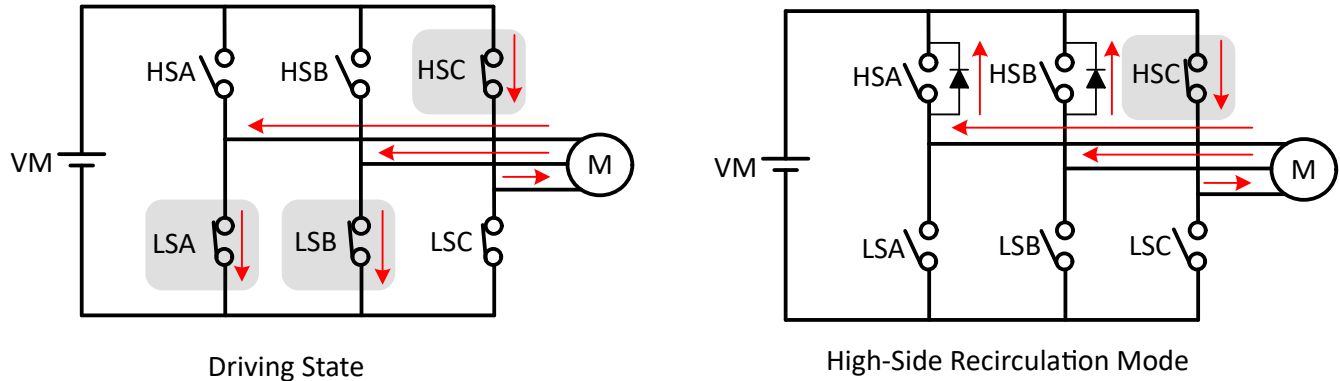 HSA
HSB
HSC
VM
M
LSA
LSB
LSC
Driving State
HSA
HSB
HSC
VM
M
LSA
LSB
LSC
High-Side Recirculation Mode